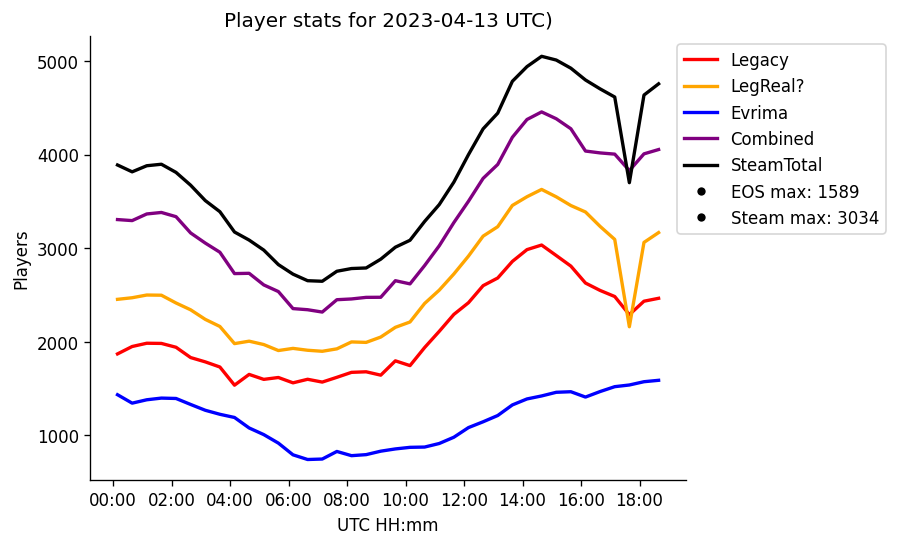 Player stats for 2023-04-13 UTC)
5000
4000
3000
2000
1000
Players
00:00 02:00 04:00 06:00 08:00 10:00 12:00 14:00 16:00 18:00
UTC HH:mm
Legacy
LegReal?
Evrima
Combined
SteamTotal
EOS max: 1589
Steam max: 3034